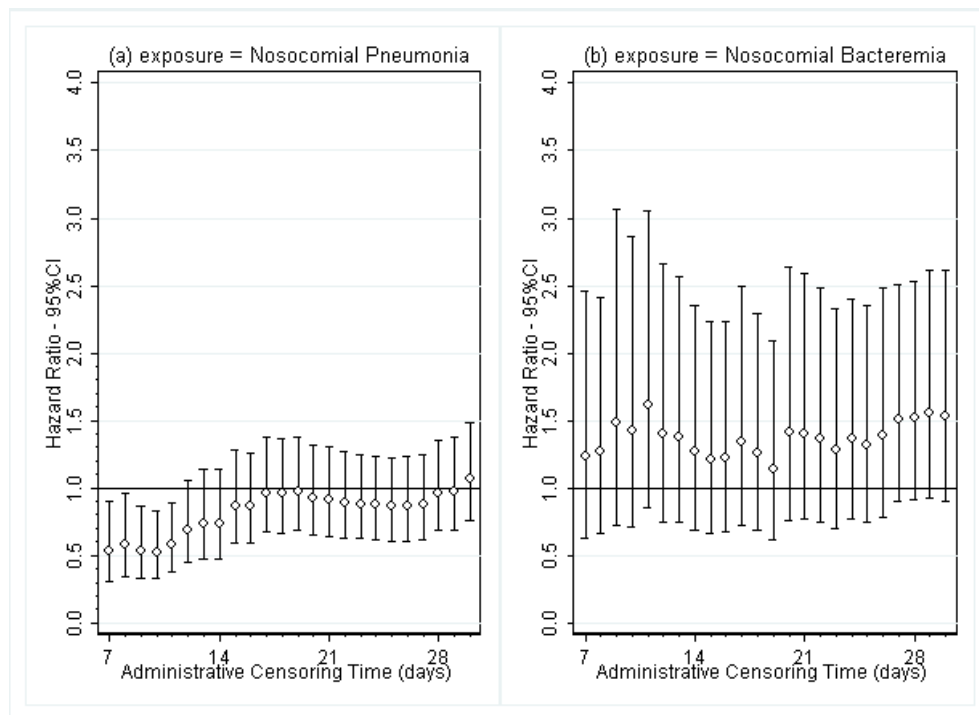 (a) exposure = Nosocomial Pneumonia
Hazard Ratio - 95%CI
4.0
3.5
3.0
2.5
2.0
1.5
1.0
0.5
0.0
7 14 21 28
Administrative Censoring Time (days)
(b) exposure = Nosocomial Bacteremia
Hazard Ratio - 95%CI
4.0
3.5
3.0
2.5
2.0
1.5
1.0
0.5
0.0
7 14 21 28
Administrative Censoring Time (days)